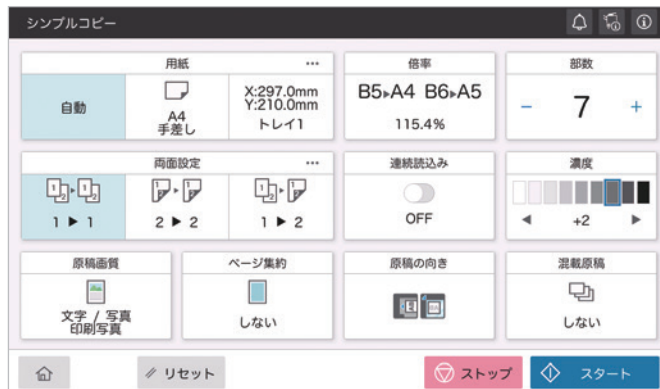 シンプルコピー
用紙 ...
自動
A4
手差し
X:297.0mm
Y:210.0mm
トレイ1
倍率
B5▸A4 B6▸A5
115.4%
部数
- 7 +
両面設定 ...
1 ▶ 1
2 ▶ 2
1 ▶ 2
連続読込み
OFF
濃度
◀ +2 ▶
原稿画質
文字 / 写真
印刷写真
ページ集約
しない
原稿の向き
混載原稿
しない
リセット
ストップ
スタート